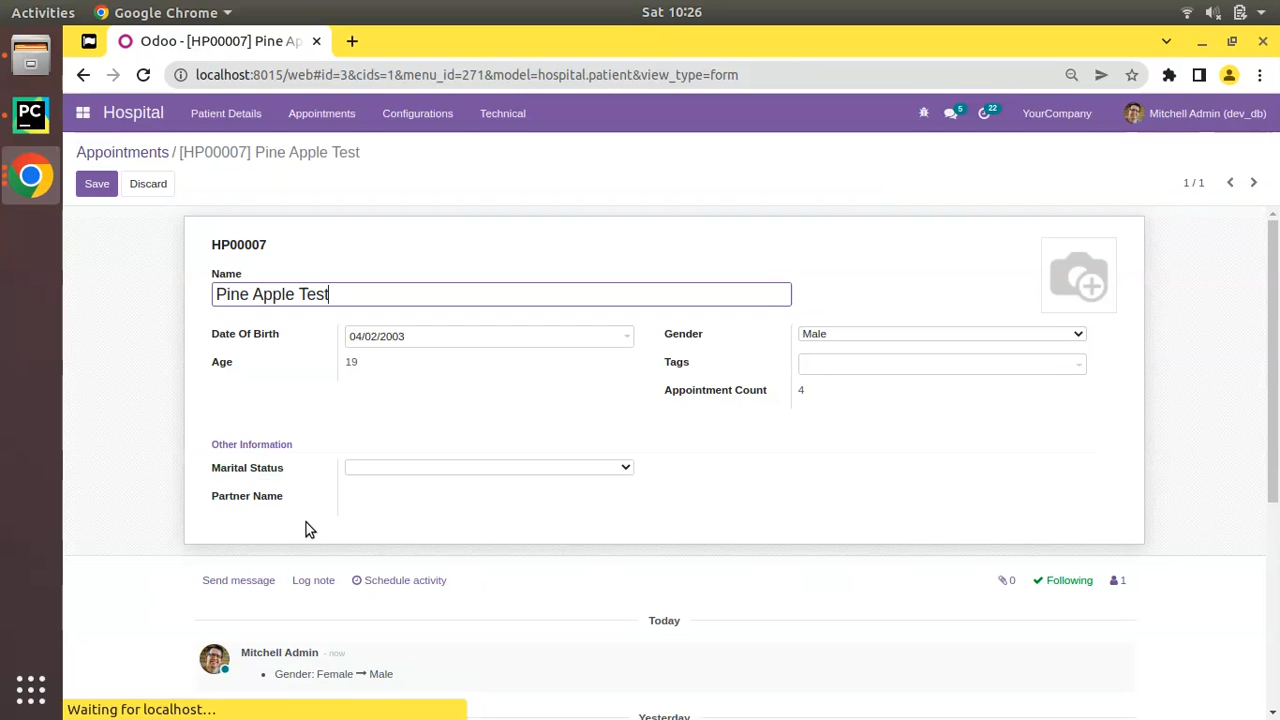 Activities
Google Chrome
Sat 10:26
Odoo - [HP00007] Pine Ap
localhost:8015/web#id=3&cids=1&menu_id=271&model=hospital.patient&view_type=form
Hospital
Patient Details
Appointments
Configurations
Technical
5
22
YourCompany
Mitchell Admin (dev_db)
Appointments / [HP00007] Pine Apple Test
Save
Discard
1 / 1
HP00007
Name
Pine Apple Test
Date Of Birth
04/02/2003
Gender
Male
Age
19
Tags
Appointment Count
4
Other Information
Marital Status
Partner Name
Send message
Log note
Schedule activity
0
Following
1
Today
Mitchell Admin - now
Gender: Female → Male
Yesterday
Waiting for localhost...
PC